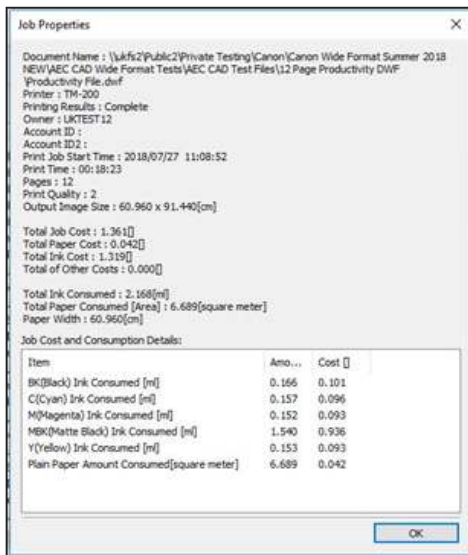 Job Properties
Document Name : \\ukfs2\Public2\Private Testing\Canon\Canon Wide Format Summer 2018
NEW\AEC CAD Wide Format Tests\AEC CAD Test Files\12 Page Productivity DWF
\Productivity File.dwf
Printer : TM-200
Printing Results : Complete
Owner : UKTEST12
Account ID :
Account ID2 :
Print Job Start Time : 2018/07/27 11:08:52
Print Time : 00:18:23
Pages : 12
Print Quality : 2
Output Image Size : 60.960 x 91.440[cm]
Total Job Cost : 1.361[]
Total Paper Cost : 0.042[]
Total Ink Cost : 1.319[]
Total of Other Costs : 0.000[]
Total Ink Consumed : 2.168[ml]
Total Paper Consumed [Area] : 6.689[square meter]
Paper Width : 60.960[cm]
Job Cost and Consumption Details:
Item Amo... Cost []
BK(Black) Ink Consumed [ml] 0.166 0.101
C(Cyan) Ink Consumed [ml] 0.157 0.096
M(Magenta) Ink Consumed [ml] 0.152 0.093
MBK(Matte Black) Ink Consumed [ml] 1.540 0.936
Y(Yellow) Ink Consumed [ml] 0.153 0.093
Plain Paper Amount Consumed[square meter] 6.689 0.042
OK